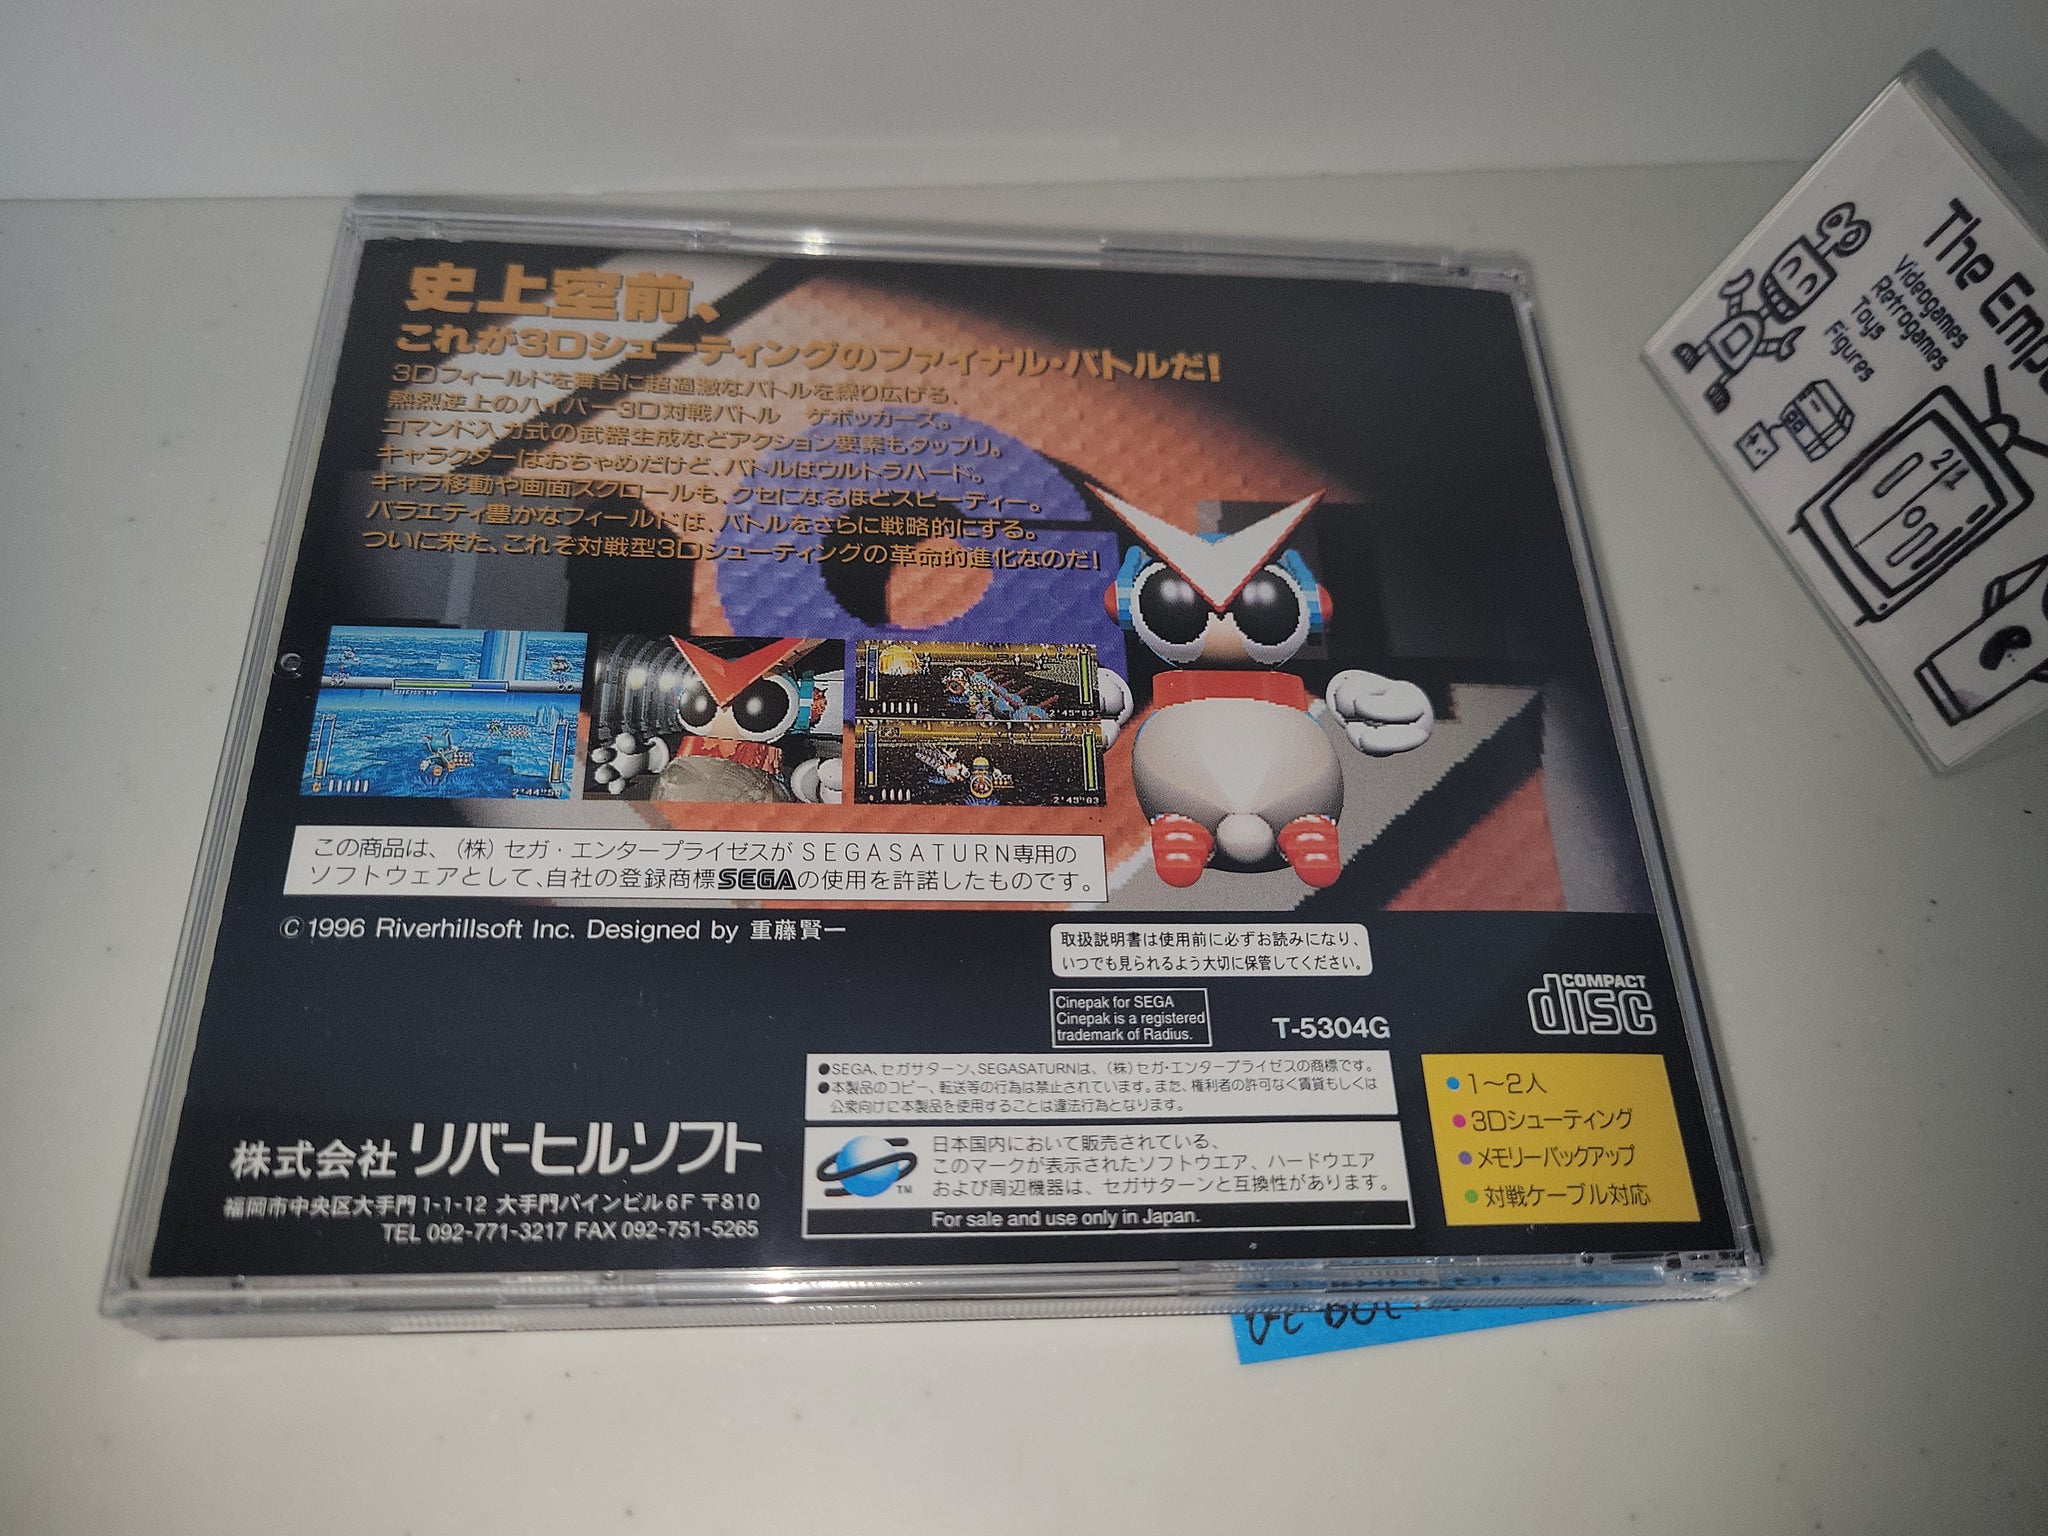 史上空前、
これが3Dシューティングのファイナル・バトルだ!
3Dフィールドを舞台に超過激なバトルを繰り広げる、
熱烈逆上のハイパー3D対戦バトル ゲボッカーズ。
コマンド入力式の武器生成などアクション要素もタップリ。
キャラクターはおちゃめだけど、バトルはウルトラハード。
キャラ移動や画面スクロールも、クセになるほどスピーディー。
バラエティ豊かなフィールドは、バトルをさらに戦略的にする。
ついに来た、これぞ対戦型3Dシューティングの革命的進化なのだ!
ENEMY H.P.
LOCK
2'44"58
2'45"03
LOCK
2'45"03
この商品は、(株)セガ・エンタープライゼスがSEGASATURN専用の
ソフトウェアとして、自社の登録商標SEGAの使用を許諾したものです。
©1996 Riverhillsoft Inc. Designed by 重藤賢一
取扱説明書は使用前に必ずお読みになり、
いつでも見られるよう大切に保管してください。
Cinepak for SEGA
Cinepak is a registered
trademark of Radius.
T-5304G
COMPACT
disc
●SEGA、セガサターン、SEGASATURNは、(株)セガ・エンタープライゼスの商標です。
●本製品のコピー、転送等の行為は禁止されています。また、権利者の許可なく賃貸もしくは
公衆向けに本製品を使用することは違法行為となります。
日本国内において販売されている、
このマークが表示されたソフトウエア、ハードウエア
および周辺機器は、セガサターンと互換性があります。
TM
For sale and use only in Japan.
●1〜2人
●3Dシューティング
●メモリーバックアップ
●対戦ケーブル対応
株式会社 リバーヒルソフト
福岡市中央区大手門1-1-12 大手門パインビル6F 〒810
TEL 092-771-3217 FAX 092-751-5265
The
Videogames
Retrogames
Toys
Figures